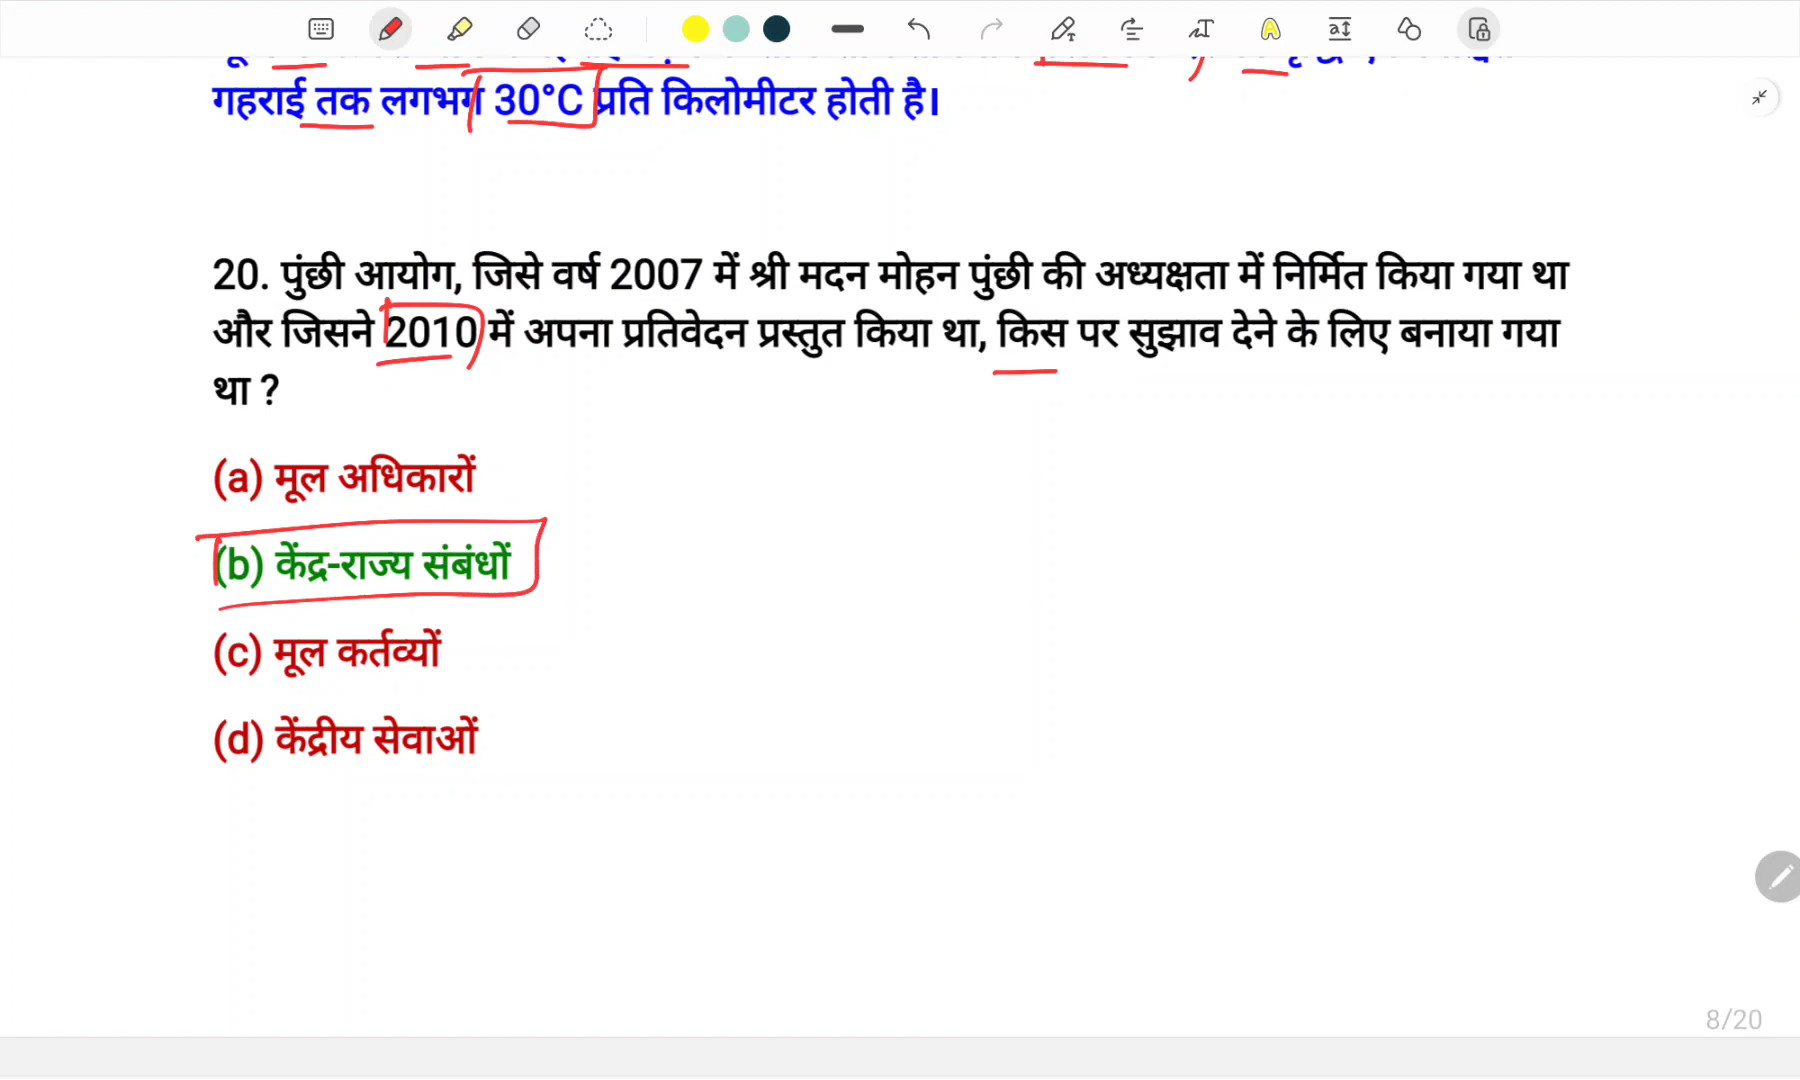 गहराई तक लगभग 30°C प्रति किलोमीटर होती है।
20. पुंछी आयोग, जिसे वर्ष 2007 में श्री मदन मोहन पुंछी की अध्यक्षता में निर्मित किया गया था
और जिसने 2010 में अपना प्रतिवेदन प्रस्तुत किया था, किस पर सुझाव देने के लिए बनाया गया
था ?
(a) मूल अधिकारों
(b) केंद्र-राज्य संबंधों
(c) मूल कर्तव्यों
(d) केंद्रीय सेवाओं
8/20